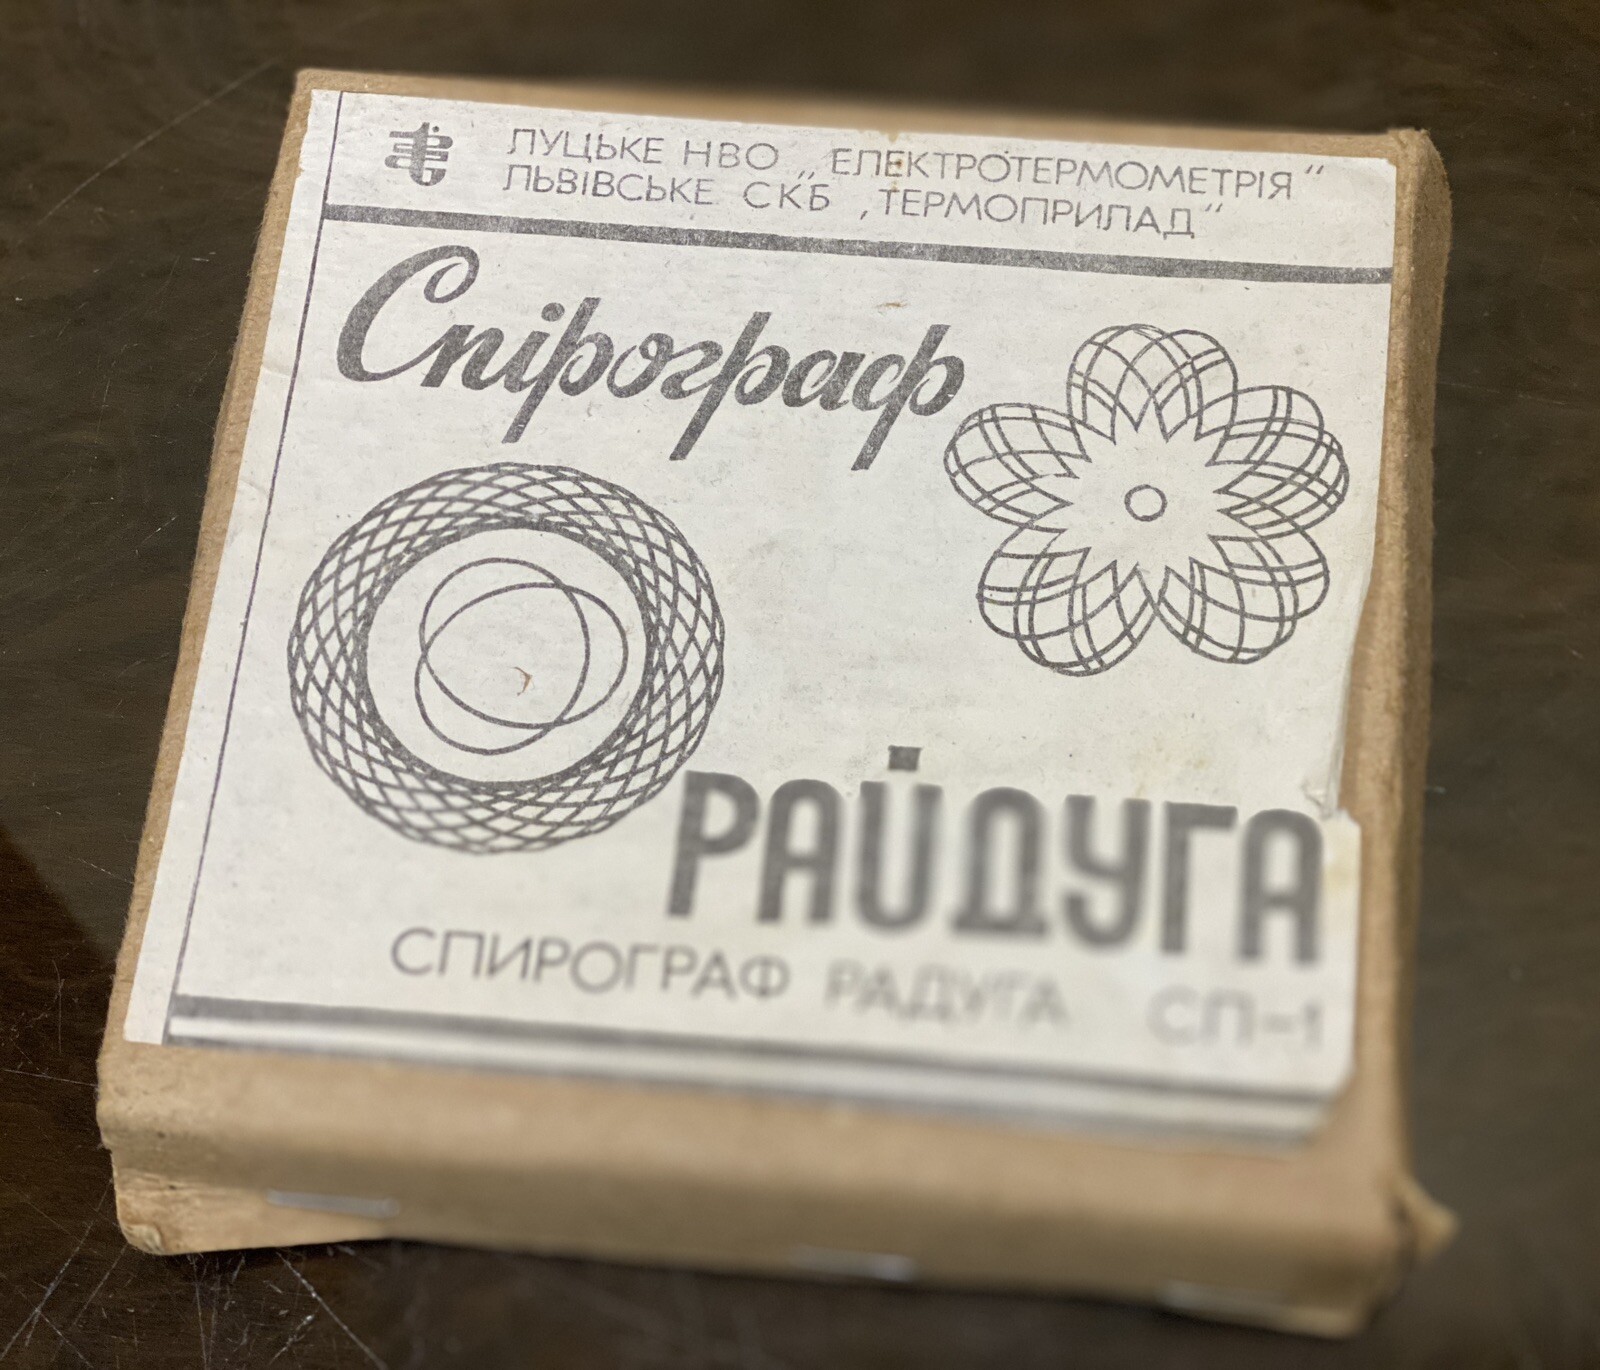 ЛУЦЬКЕ НВО „ЕЛЕКТРОТЕРМОМЕТРІЯ“
ЛЬВІВСЬКЕ СКБ ‚ТЕРМОПРИЛАД“
Спірограф
РАЙДУГА
СПИРОГРАФ РАДУГА СП-1